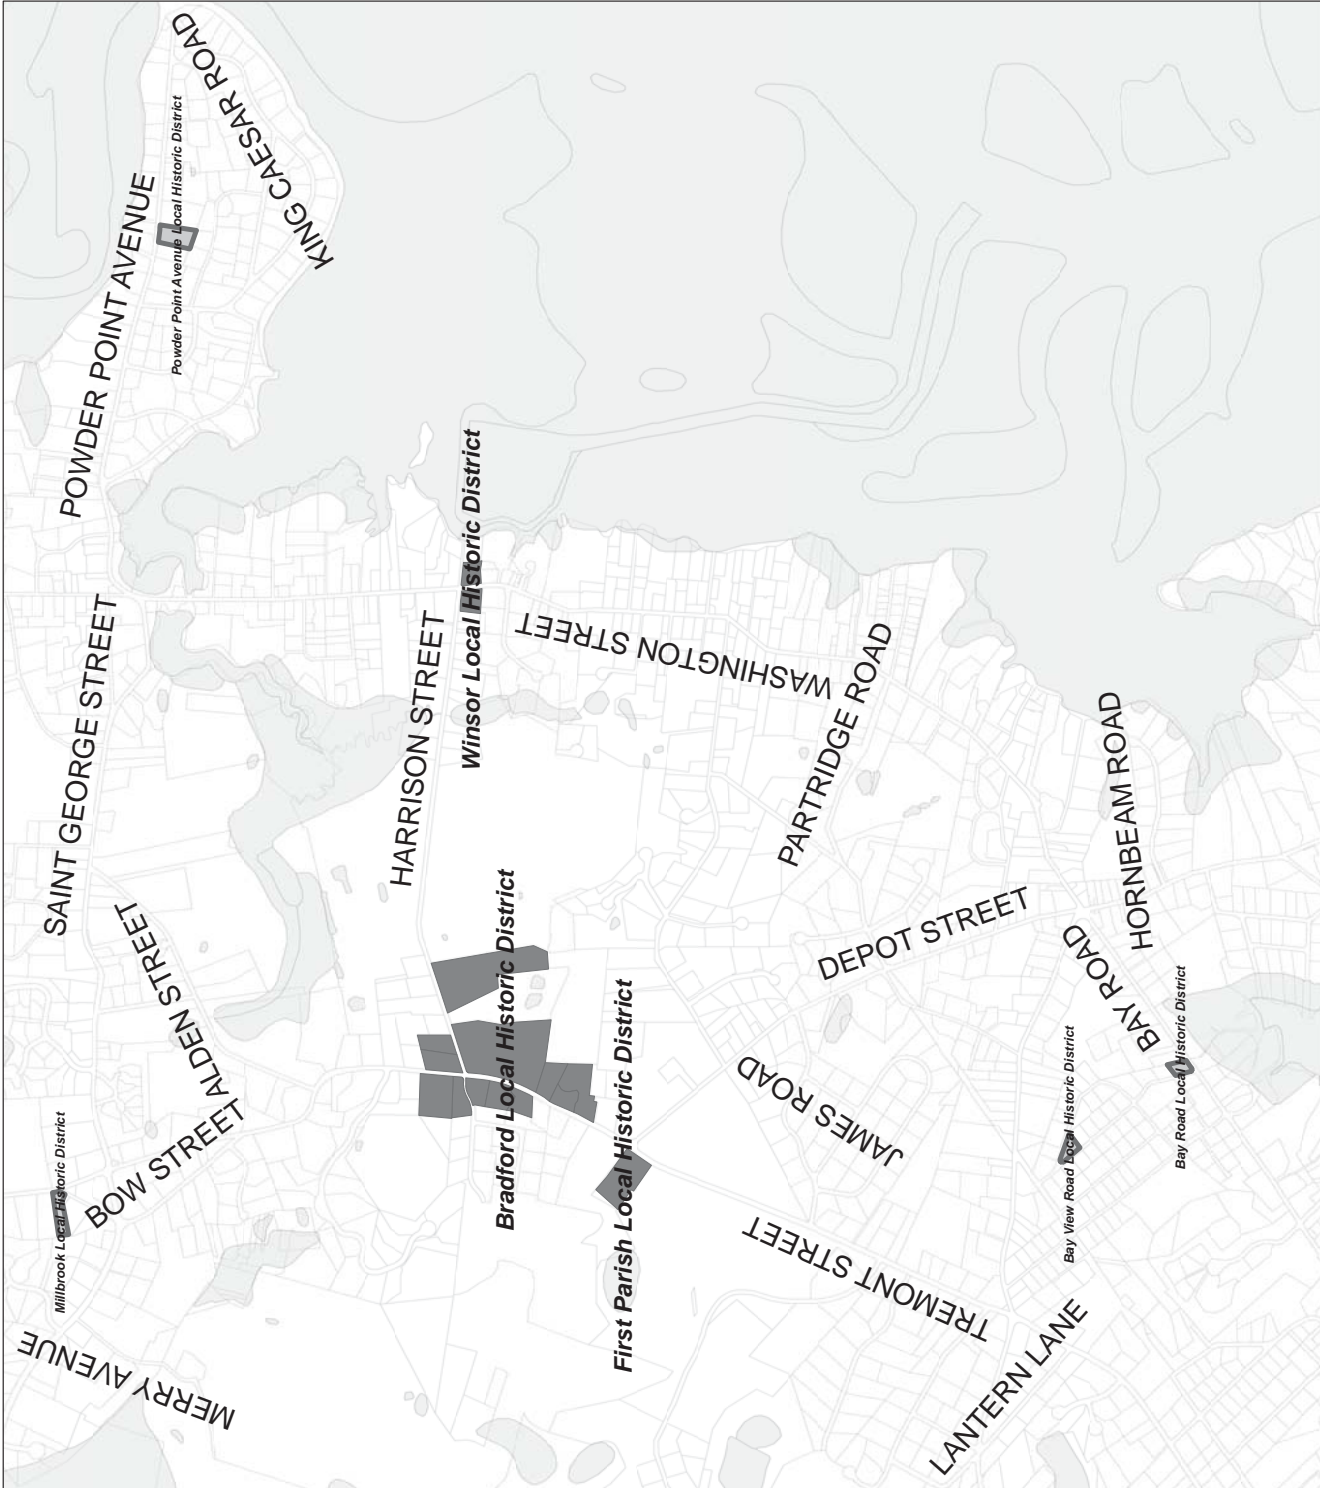 KING CAESAR ROAD
POWDER POINT AVENUE
Powder Point Avenue Local Historic District
SAINT GEORGE STREET
HARRISON STREET
Winsor Local Historic District
WASHINGTON STREET
PARTRIDGE ROAD
HORNBEAM ROAD
ALDEN STREET
DEPOT STREET
BAY ROAD
Bradford Local Historic District
First Parish Local Historic District
Bay Road Local Historic District
JAMES ROAD
Bay View Road Local Historic District
BOW STREET
Millbrook Local Historic District
TREMONT STREET
MERRY AVENUE
LANTERN LANE